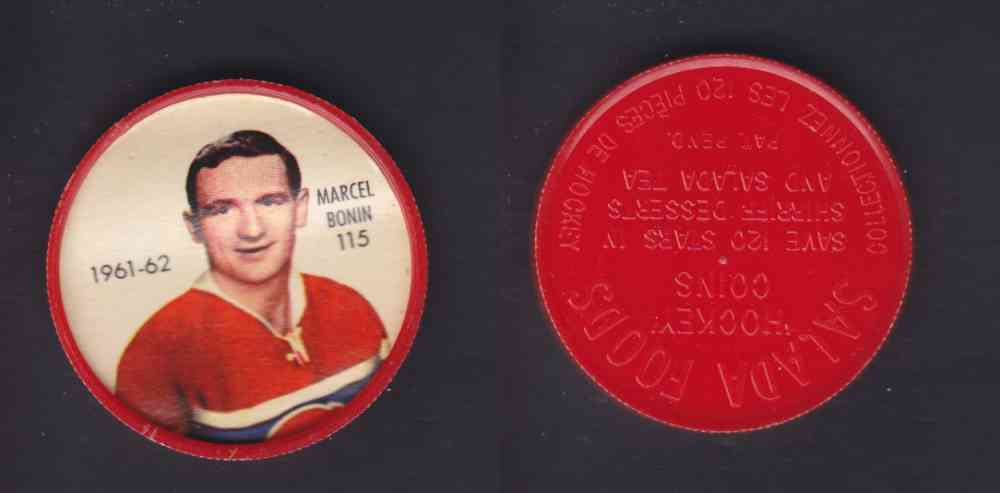 1961-62
MARCEL
BONIN
115
SALADA FOODS
HOCKEY
COINS
SAVE 120 STARS IN
SHIRRIFF DESSERTS
AND SALADA TEA
PAT. PEND.
COLLECTIONNEZ LES 120 PIÈCES DE HOCKEY